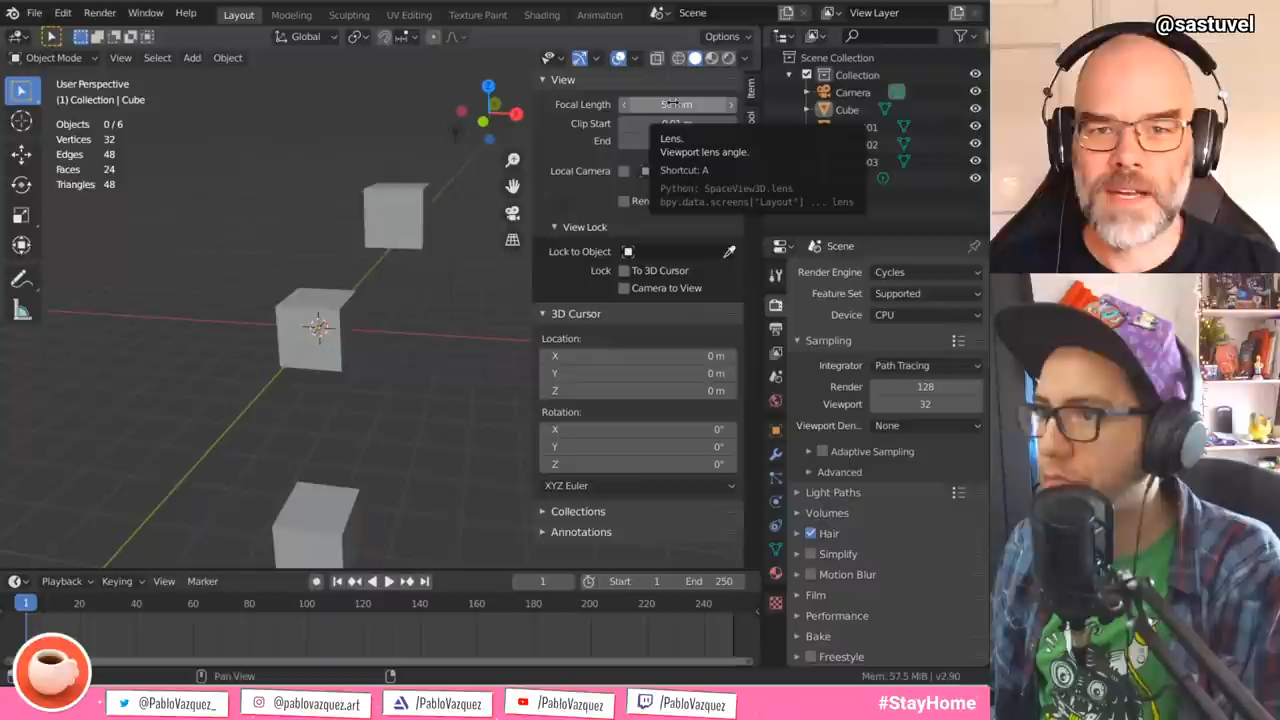 File Edit Render Window Help Layout Modeling Sculpting UV Editing Texture Paint Shading Animation Scene View Layer
Global Options
Object Mode View Select Add Object
User Perspective
(1) Collection | Cube
Objects 0/6
Vertices 32
Edges 48
Faces 24
Triangles 48
X
Z
View
Focal Length
Clip Start
End
Local Camera
Lens.
Viewport lens angle.
Shortcut: A
Python: SpaceView3D.lens
bpy.data.screens["Layout"] ... lens
View Lock
Lock to Object
Lock To 3D Cursor
Camera to View
3D Cursor
Location:
X 0 m
Y 0 m
Z 0 m
Rotation:
X 0°
Y 0°
Z 0°
XYZ Euler
Collections
Annotations
Item
Scene Collection
Collection
Camera
Cube
01
02
03
Scene
Render Engine Cycles
Feature Set Supported
Device CPU
Sampling
Integrator Path Tracing
Render 128
Viewport 32
Viewport Den... None
Adaptive Sampling
Advanced
Light Paths
Volumes
Hair
Simplify
Motion Blur
Film
Performance
Bake
Freestyle
Playback Keying View Marker 1 Start 1 End 250
1 20 40 60 80 100 120 140 160 180 200 220 240
Pan View Mem: 57.5 MiB | v2.90
@sastuvel
@PabloVazquez_ @pablovazquez.art /PabloVazquez /PabloVazquez /PabloVazquez #StayHome